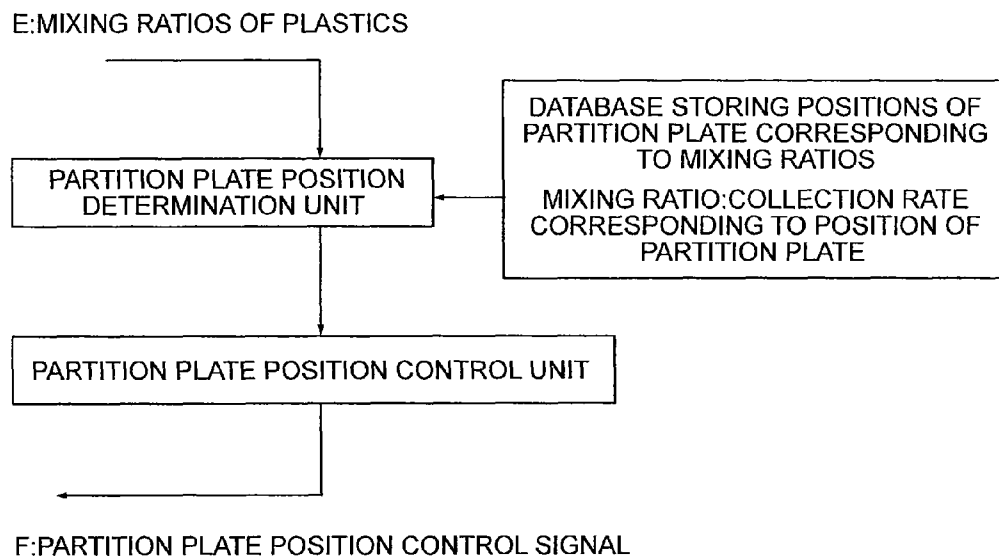 E:MIXING RATIOS OF PLASTICS
DATABASE STORING POSITIONS OF
PARTITION PLATE CORRESPONDING
TO MIXING RATIOS
MIXING RATIO:COLLECTION RATE
CORRESPONDING TO POSITION OF
PARTITION PLATE
PARTITION PLATE POSITION
DETERMINATION UNIT
PARTITION PLATE POSITION CONTROL UNIT
F:PARTITION PLATE POSITION CONTROL SIGNAL